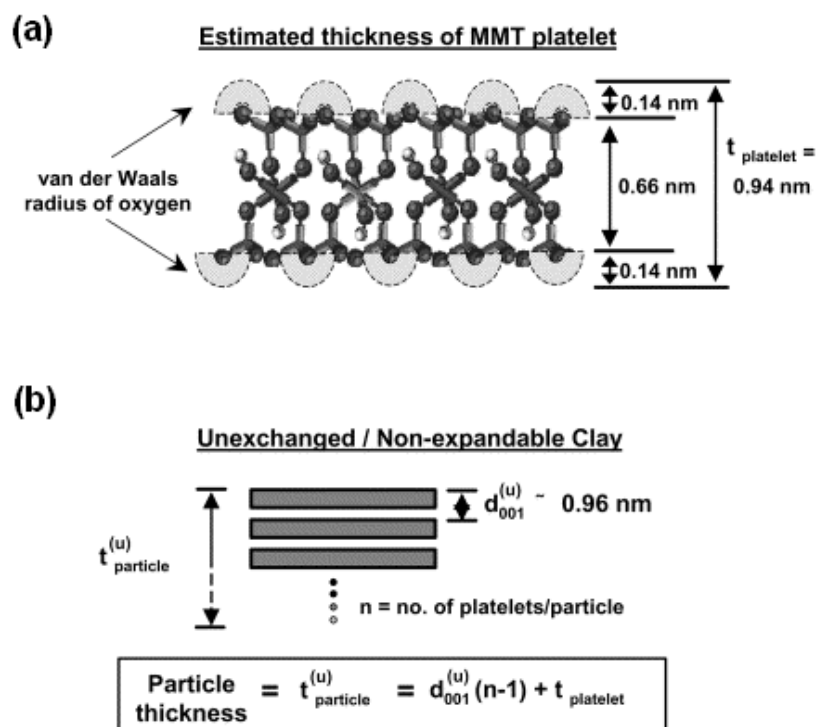 (a)
Estimated thickness of MMT platelet
0.14 nm
van der Waals
radius of oxygen
0.66 nm
t platelet =
0.94 nm
0.14 nm
(b)
Unexchanged / Non-expandable Clay
d001(u) ~ 0.96 nm
t particle(u)
n = no. of platelets/particle
Particle thickness = t particle(u) = d001(u) (n-1) + t platelet